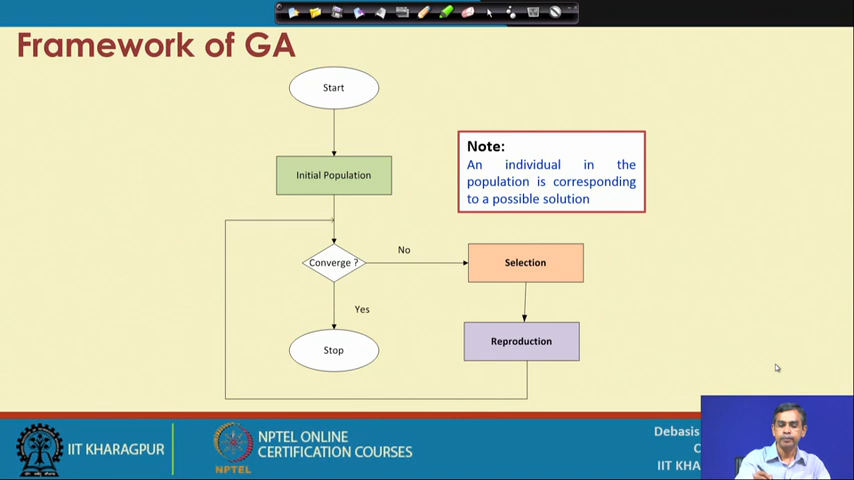 Framework of GA
Start
Initial Population
Note:
An individual in the
population is corresponding
to a possible solution
Converge ?
No
Selection
Yes
Reproduction
Stop
IIT KHARAGPUR
NPTEL
NPTEL ONLINE
CERTIFICATION COURSES
Debasis
C
IIT KHA